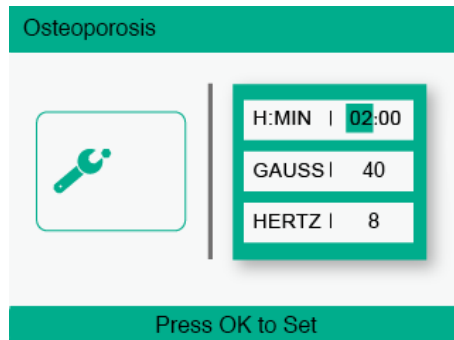 Osteoporosis
H:MIN | 02:00
GAUSS | 40
HERTZ | 8
Press OK to Set